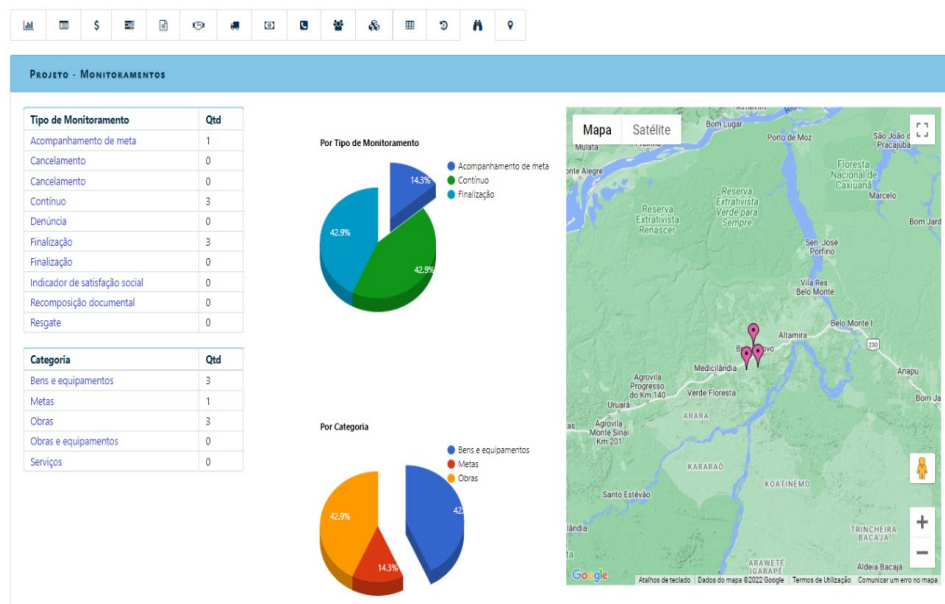 PROJETO - MONITORAMENTOS
Tipo de Monitoramento Qtd
Acompanhamento de meta 1
Cancelamento 0
Cancelamento 0
Contínuo 3
Denúncia 0
Finalização 3
Finalização 0
Indicador de satisfação social 0
Recomposição documental 0
Resgate 0
Categoria Qtd
Bens e equipamentos 3
Metas 1
Obras 3
Obras e equipamentos 0
Serviços 0
Por Tipo de Monitoramento
Acompanhamento de meta
Contínuo
Finalização
14.3%
42.9%
42.9%
Por Categoria
Bens e equipamentos
Metas
Obras
42.9%
42
14.3%
Mapa Satélite
Bom Lugar
Porto de Moz
São João d
Pracajuba
Mulata
onte Alegre
Floresta
Nacional de
Caxiuanã
Marcelo
Reserva
Extrativista
Verde para
Sempre
Reserva
Extrativista
Renascer
Bom Jard
Sen. José
Porfírio
Vila Res.
Belo Monte
Belo Monte I
Altamira
230
Medicilândia
Anapu
Agrovila
Progresso
do Km 140
Verde Floresta
Bom Ja
Uruará
ARARA
as
Agrovila
Monte Sinai
Km 201
KARARAÔ
KOATINEMO
Santo Estévão
lândia
TRINCHEIRA
BACAJA
ta
ARAWETÉ
IGARAPÉ
Aldeia Bacajá
Google
Atalhos de teclado Dados do mapa ©2022 Google Termos de Utilização Comunicar um erro no mapa